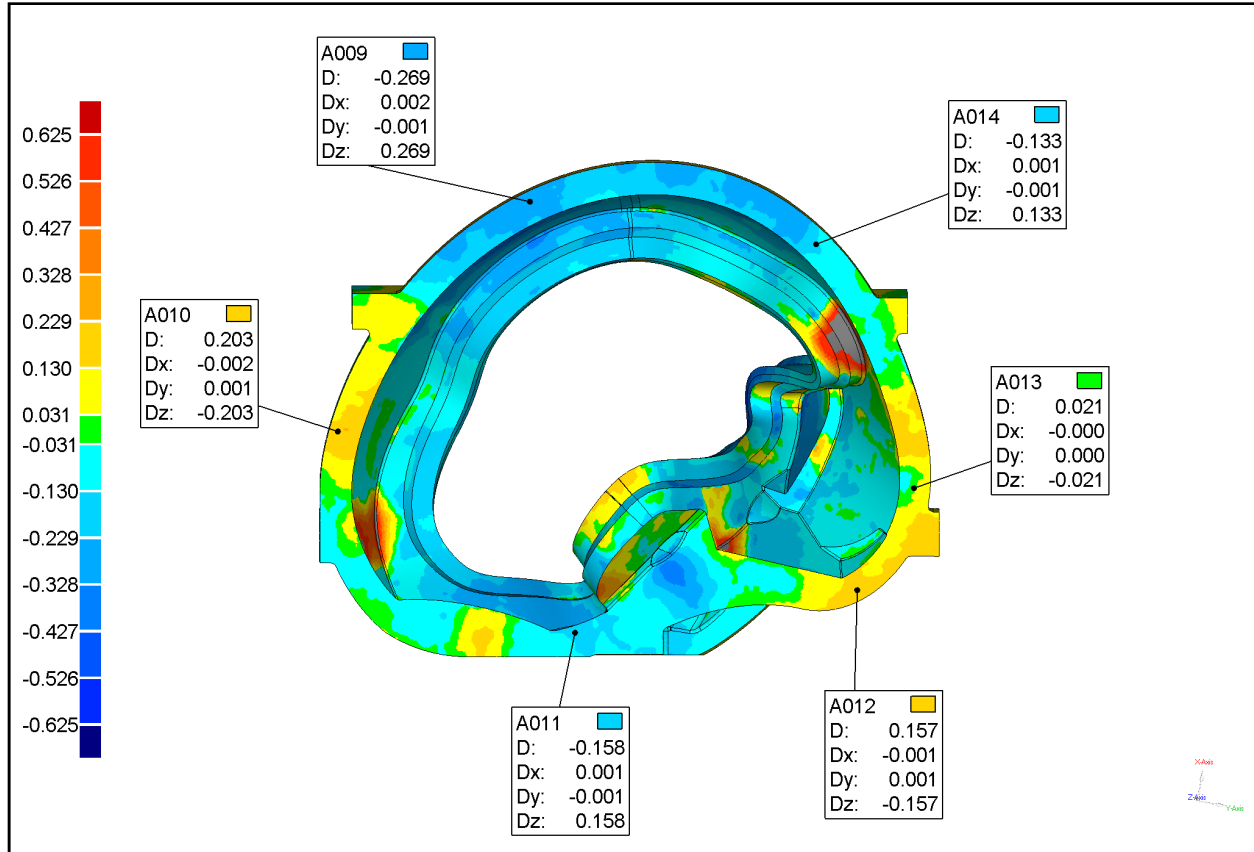 0.625
0.526
0.427
0.328
0.229
0.130
0.031
-0.031
-0.130
-0.229
-0.328
-0.427
-0.526
-0.625
A009
D: -0.269
Dx: 0.002
Dy: -0.001
Dz: 0.269
A014
D: -0.133
Dx: 0.001
Dy: -0.001
Dz: 0.133
A010
D: 0.203
Dx: -0.002
Dy: 0.001
Dz: -0.203
A013
D: 0.021
Dx: -0.000
Dy: 0.000
Dz: -0.021
A011
D: -0.158
Dx: 0.001
Dy: -0.001
Dz: 0.158
A012
D: 0.157
Dx: -0.001
Dy: 0.001
Dz: -0.157
X-Axis
Z-Axis
Y-Axis